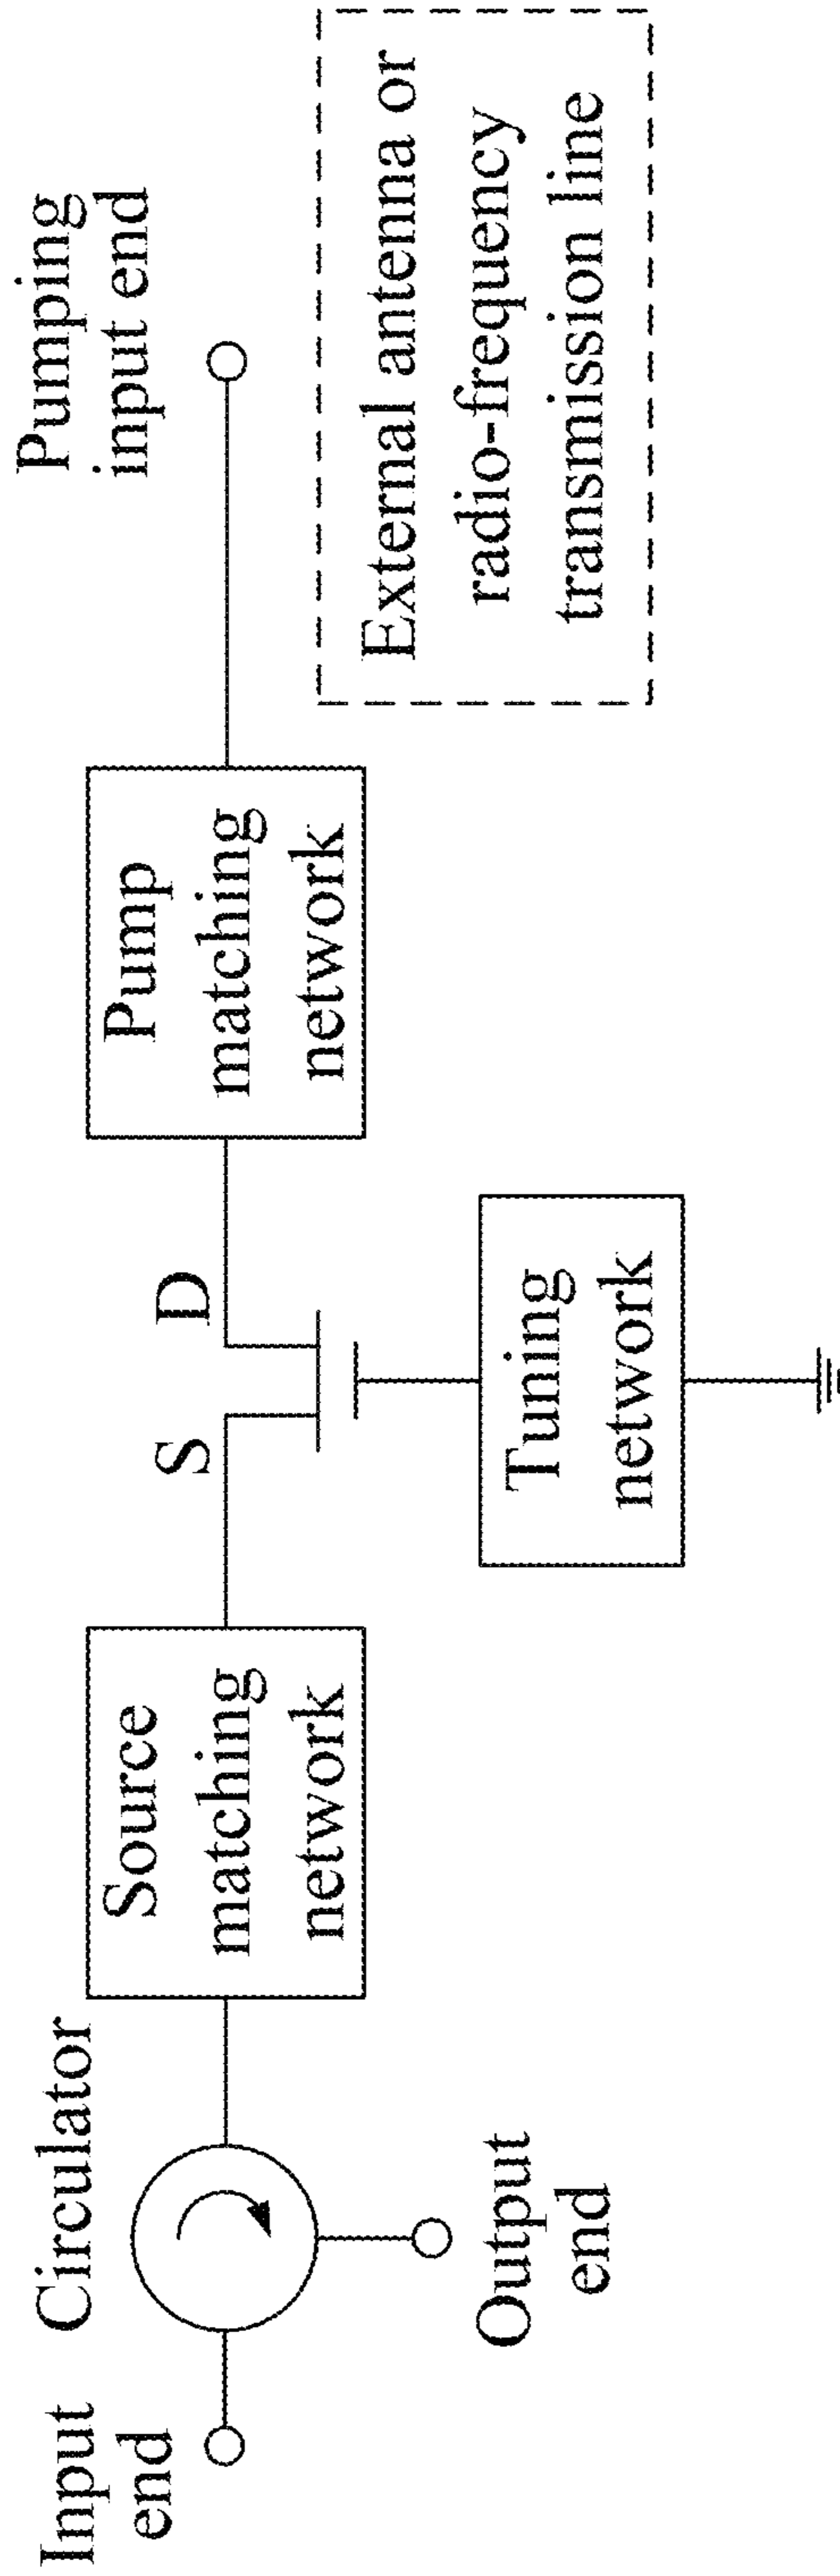 Input
end
Circulator
Output
end
Source
matching
network
S
D
Tuning
network
Pump
matching
network
Pumping
input end
External antenna or
radio-frequency
transmission line